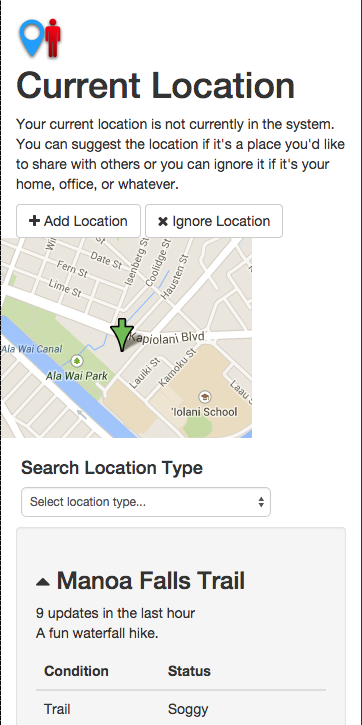 Current Location
Your current location is not currently in the system.
You can suggest the location if it's a place you'd like
to share with others or you can ignore it if it's your
home, office, or whatever.
Add Location
Ignore Location
Date St
Isenberg St
Coolidge St
Hausten St
Fern St
Lime St
Kapiolani Blvd
Ala Wai Canal
Ala Wai Park
Lauiki St
Kamoku St
Laau
'Iolani School
Search Location Type
Select location type...
Manoa Falls Trail
9 updates in the last hour
A fun waterfall hike.
Condition Status
Trail Soggy